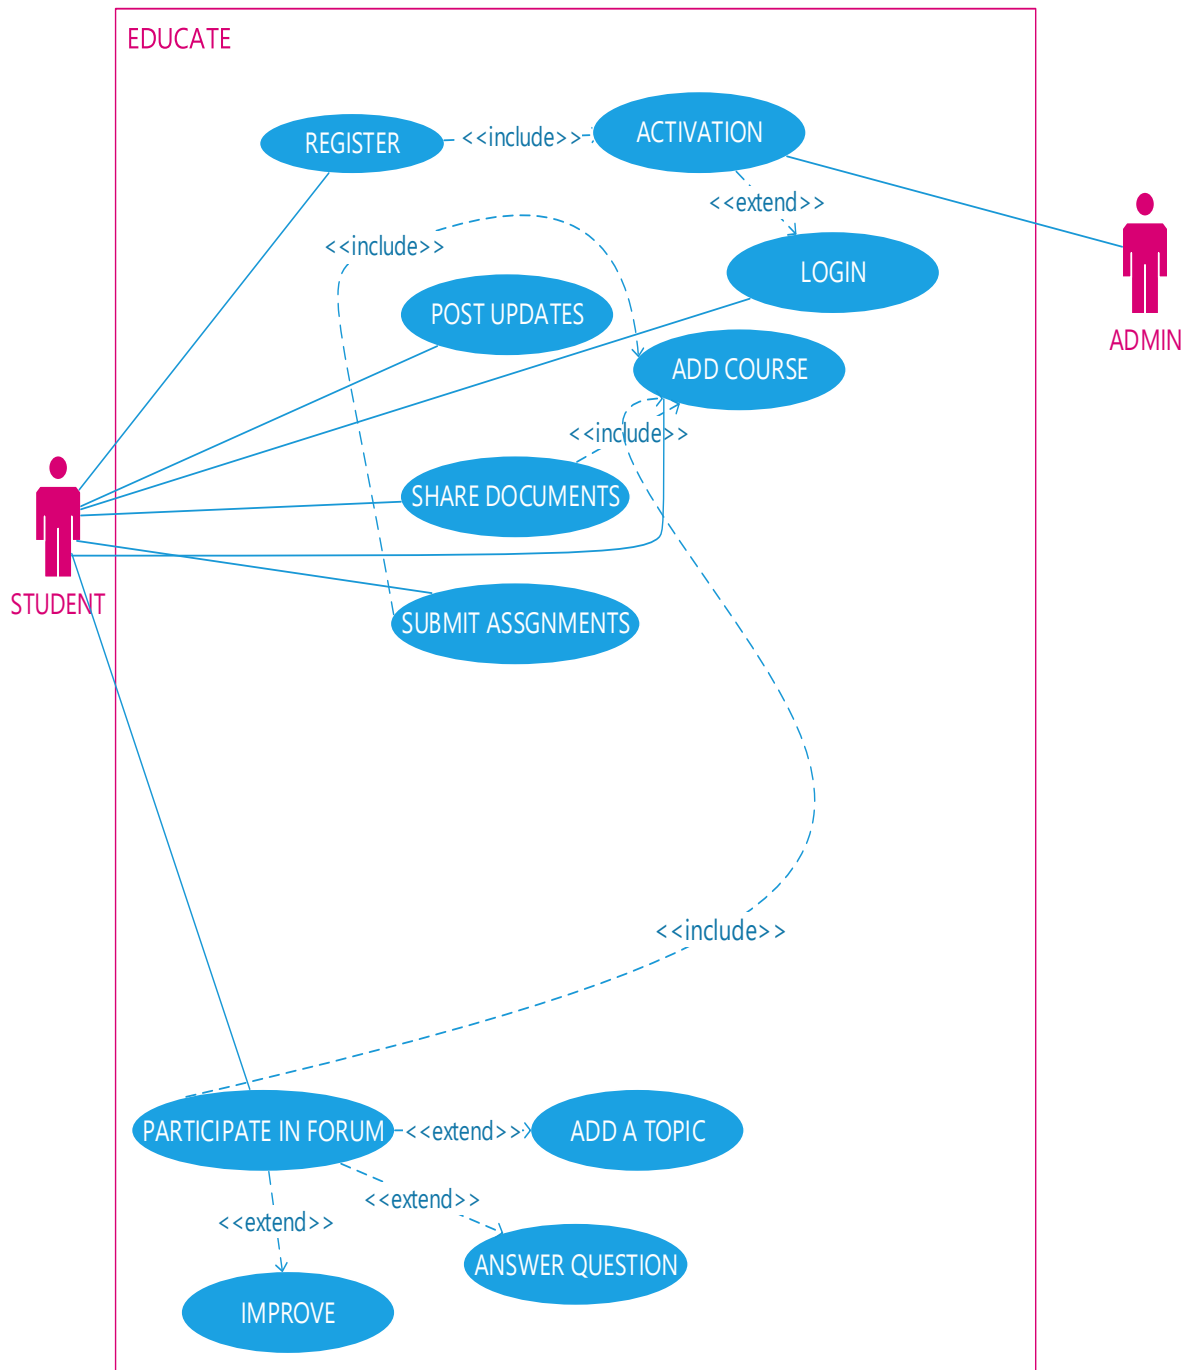 EDUCATE
REGISTER
<<include>>
ACTIVATION
<<extend>>
<<include>>
LOGIN
POST UPDATES
ADMIN
ADD COURSE
<<include>>
SHARE DOCUMENTS
STUDENT
SUBMIT ASSGNMENTS
<<include>>
PARTICIPATE IN FORUM
<<extend>>
ADD A TOPIC
<<extend>>
<<extend>>
ANSWER QUESTION
IMPROVE